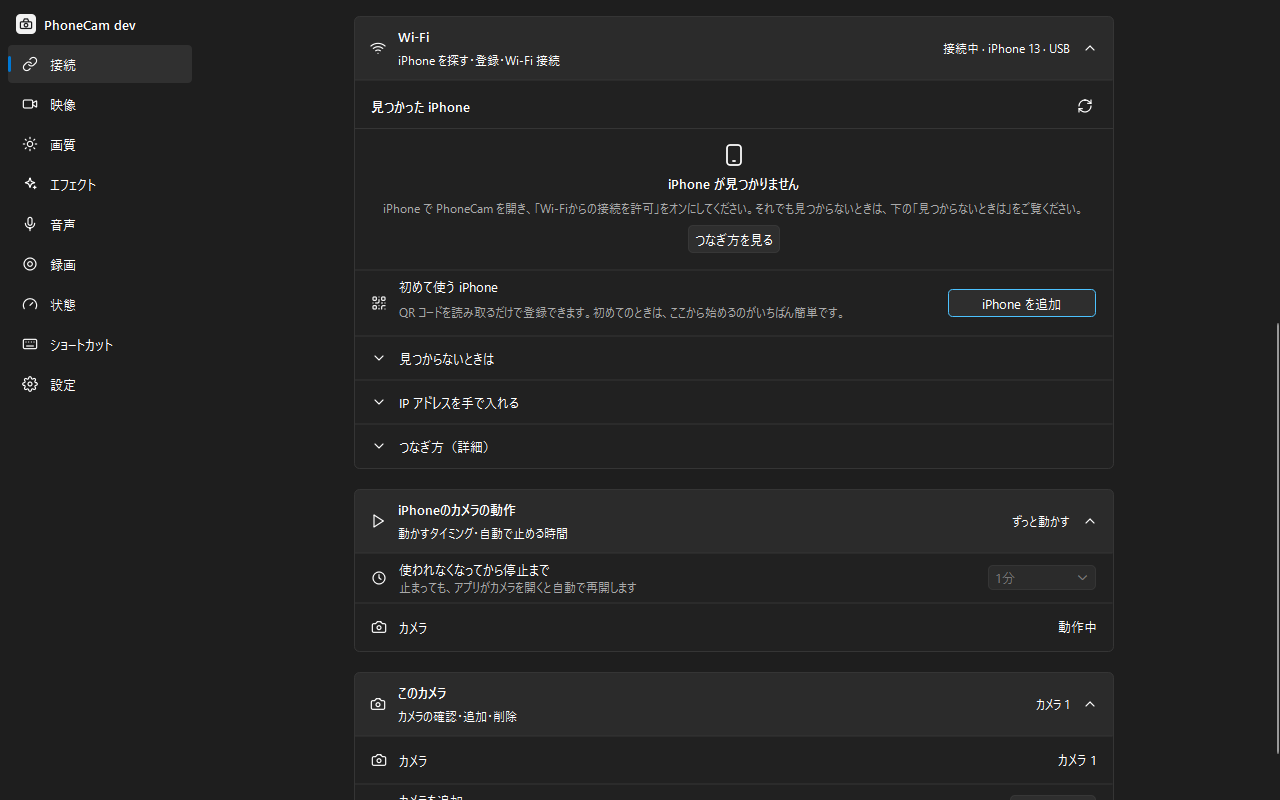 PhoneCam dev
接続
映像
画質
エフェクト
音声
録画
状態
ショートカット
設定
Wi-Fi
iPhone を探す・登録・Wi-Fi 接続
接続中 · iPhone 13 · USB
見つかった iPhone
iPhone が見つかりません
iPhone で PhoneCam を開き、「Wi-Fiからの接続を許可」をオンにしてください。それでも見つからないときは、下の「見つからないときは」をご覧ください。
つなぎ方を見る
初めて使う iPhone
QR コードを読み取るだけで登録できます。初めてのときは、ここから始めるのがいちばん簡単です。
iPhone を追加
見つからないときは
IP アドレスを手で入れる
つなぎ方（詳細）
iPhoneのカメラの動作
動かすタイミング・自動で止める時間
ずっと動かす
使われなくなってから停止まで
止まっても、アプリがカメラを開くと自動で再開します
1分
カメラ
動作中
このカメラ
カメラの確認・追加・削除
カメラ 1
カメラ
カメラ 1
カメラを追加